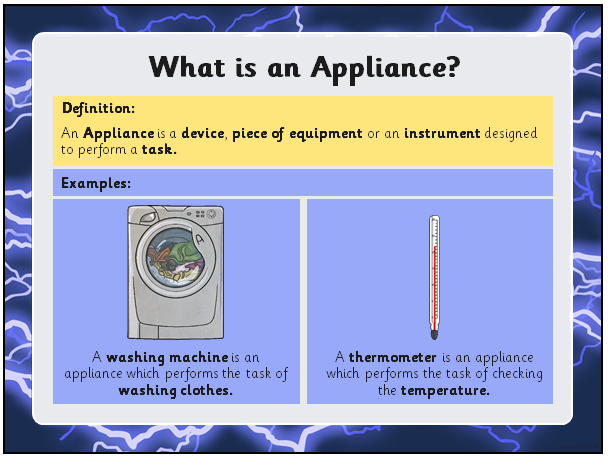 What is an Appliance?
Definition:
An Appliance is a device, piece of equipment or an instrument designed
to perform a task.
Examples:
A washing machine is an
appliance which performs the task of
washing clothes.
A thermometer is an appliance
which performs the task of checking
the temperature.